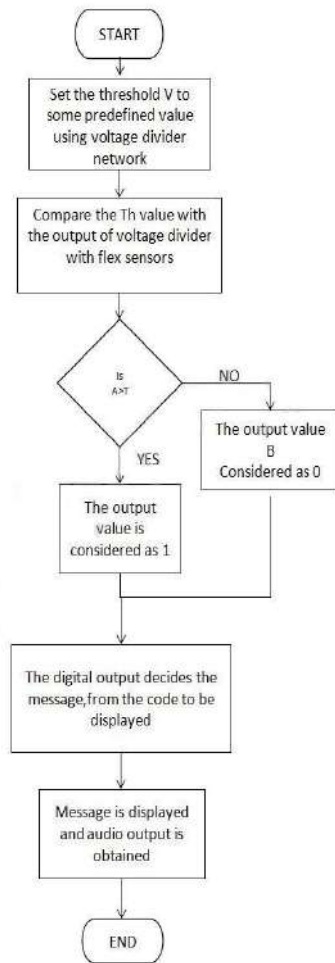 START
Set the threshold V to
some predefined value
using voltage divider
network
Compare the Th value with
the output of voltage divider
with flex sensors
Is
A>T
NO
The output value
B
Considered as 0
YES
The output
value is
considered as 1
The digital output decides the
message,from the code to be
displayed
Message is displayed
and audio output is
obtained
END